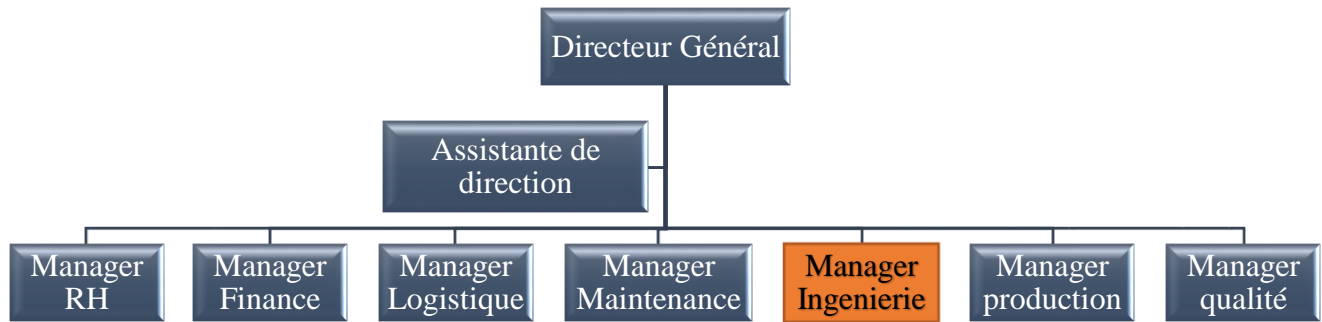 Directeur Général
Assistante de
direction
Manager
RH
Manager
Finance
Manager
Logistique
Manager
Maintenance
Manager
Ingenierie
Manager
production
Manager
qualité